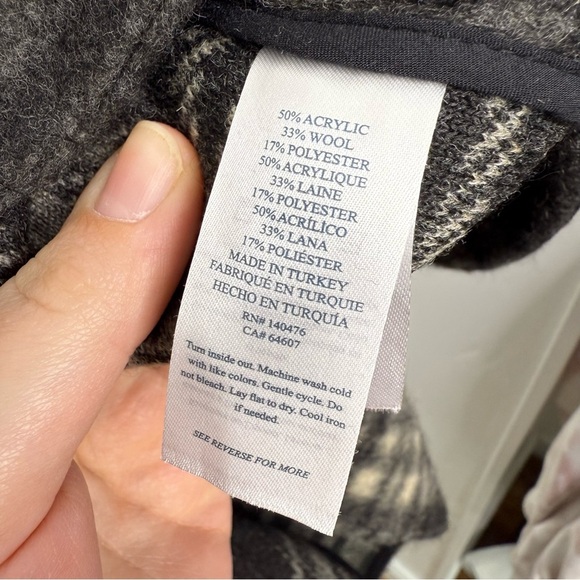 50% ACRYLIC
33% WOOL
17% POLYESTER
50% ACRYLIQUE
33% LAINE
17% POLYESTER
50% ACRÍLICO
33% LANA
17% POLIÉSTER
MADE IN TURKEY
FABRIQUÉ EN TURQUIE
HECHO EN TURQUÍA
RN# 140476
CA# 64607
Turn inside out. Machine wash cold
with like colors. Gentle cycle. Do
not bleach. Lay flat to dry. Cool iron
if needed.
SEE REVERSE FOR MORE